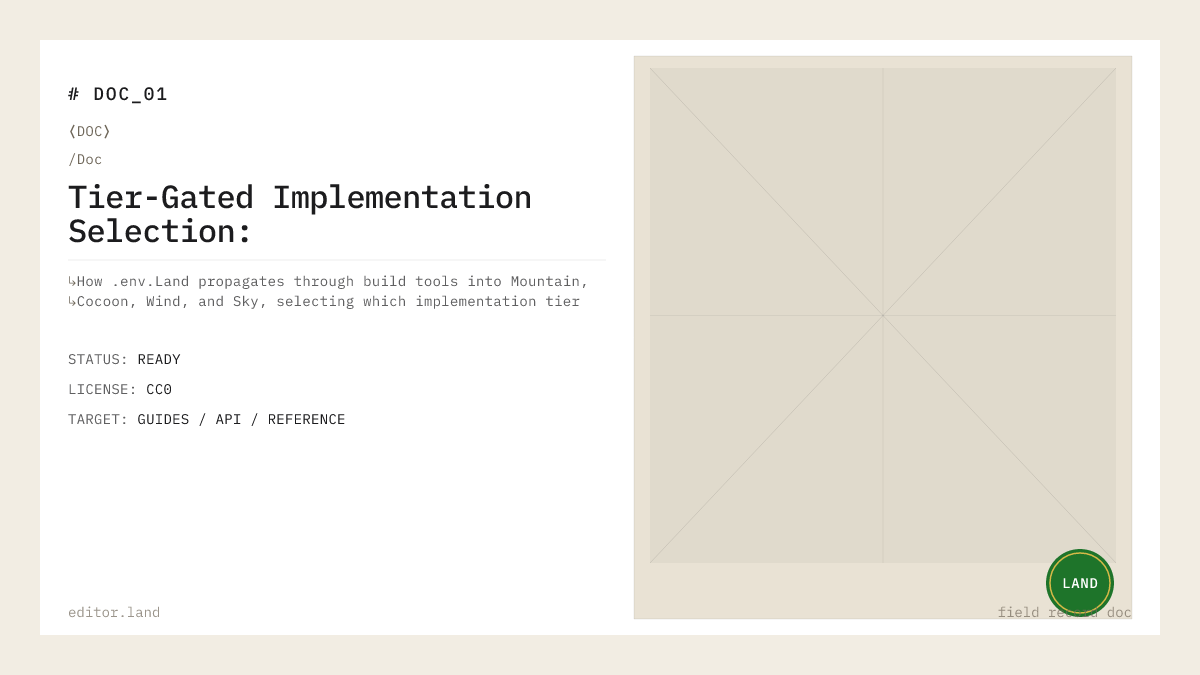 # DOC_01
⟨DOC⟩
/Doc
Tier-Gated Implementation
Selection:
↳How .env.Land propagates through build tools into Mountain,
↳Cocoon, Wind, and Sky, selecting which implementation tier
STATUS: READY
LICENSE: CC0
TARGET: GUIDES / API / REFERENCE
LAND
editor.land
field record doc